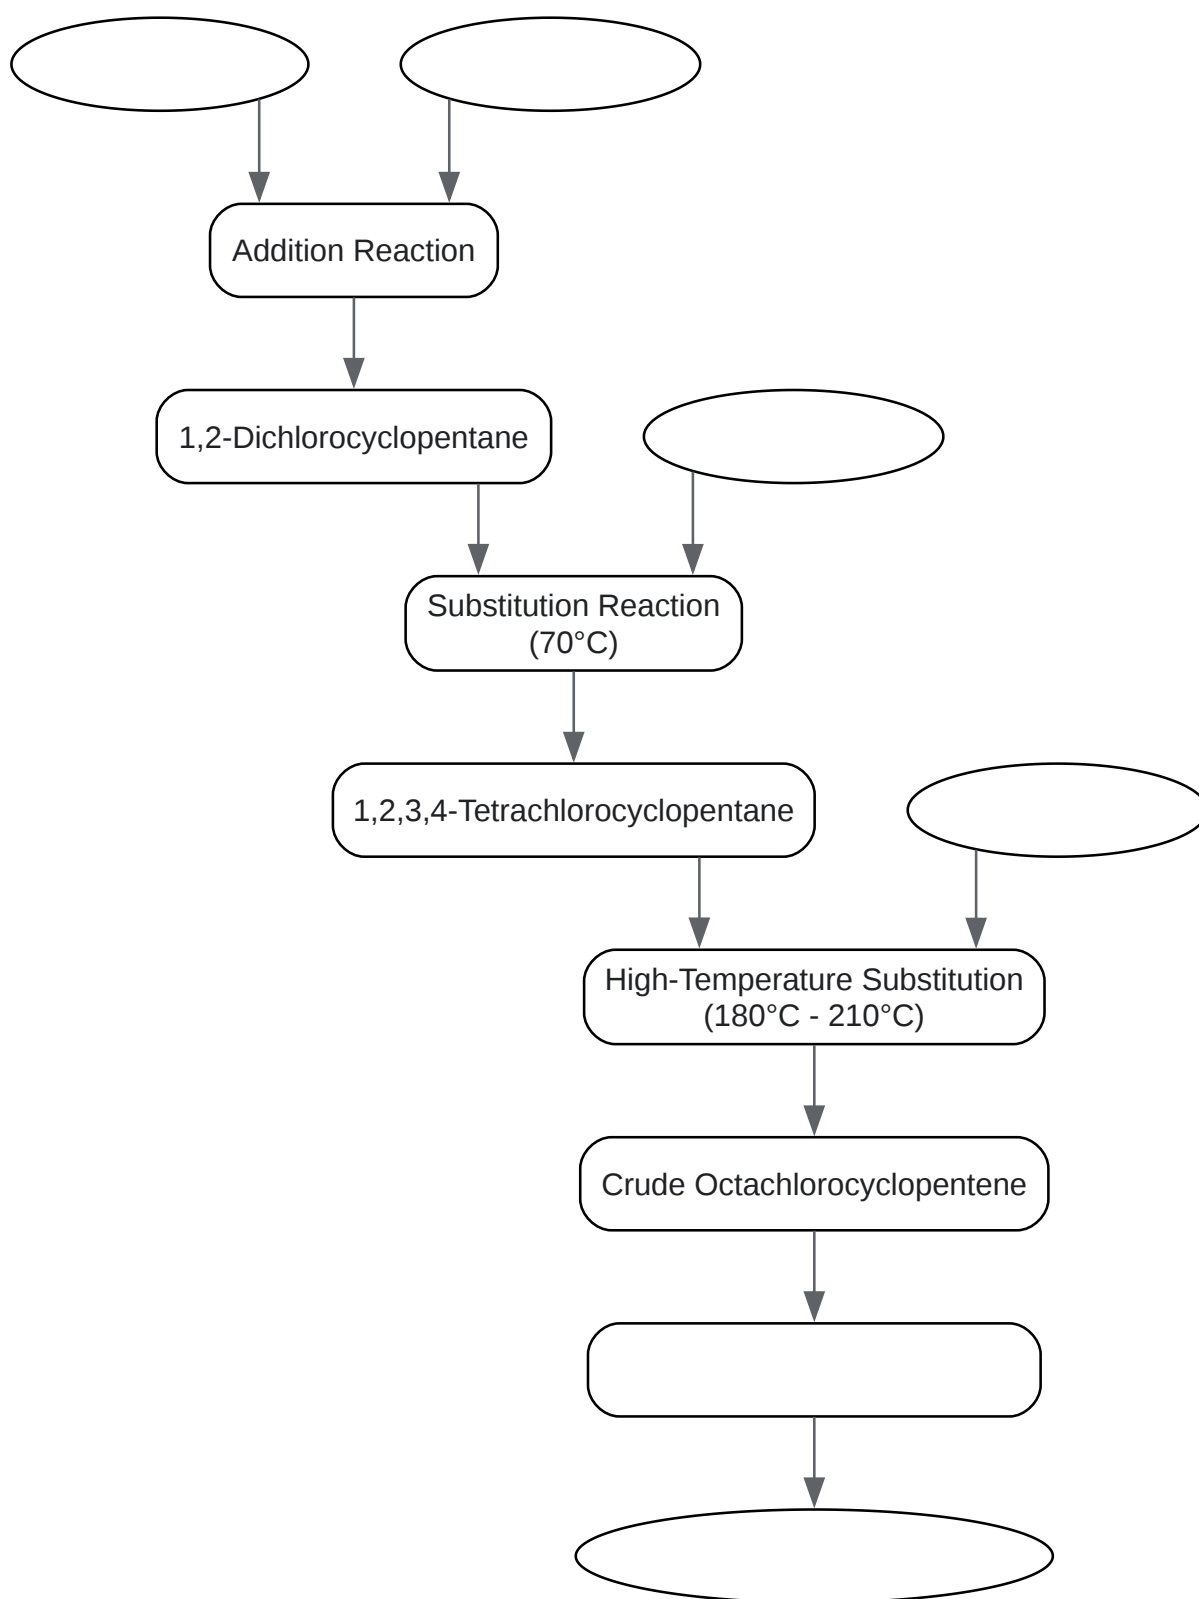 Addition Reaction
1,2-Dichlorocyclopentane
Substitution Reaction
(70°C)
1,2,3,4-Tetrachlorocyclopentane
High-Temperature Substitution
(180°C - 210°C)
Crude Octachlorocyclopentene